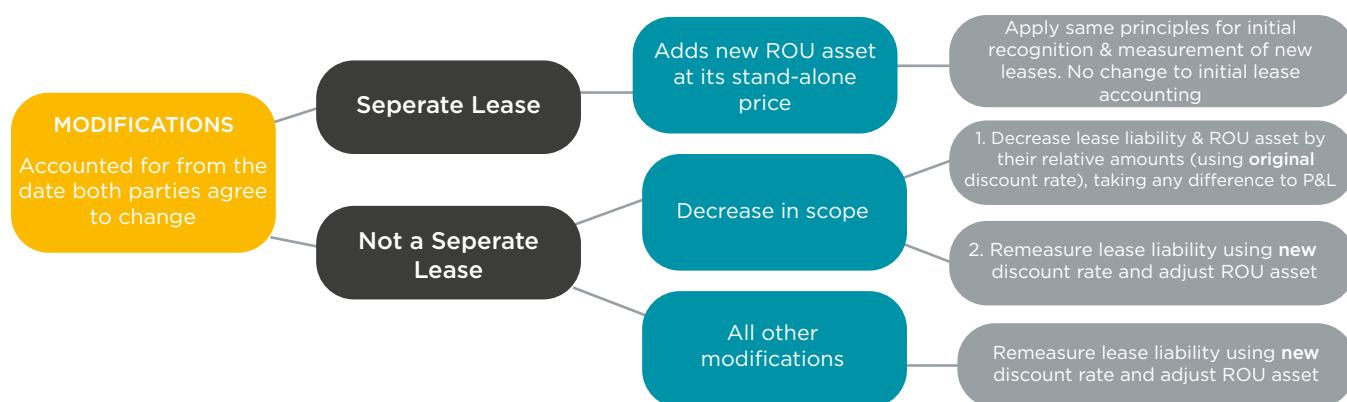 MODIFICATIONS
Accounted for from the
date both parties agree
to change
Seperate Lease
Not a Seperate
Lease
Adds new ROU asset
at its stand-alone
price
Decrease in scope
All other
modifications
Apply same principles for initial
recognition & measurement of new
leases. No change to initial lease
accounting
1. Decrease lease liability & ROU asset by
their relative amounts (using original
discount rate), taking any difference to P&L
2. Remeasure lease liability using new
discount rate and adjust ROU asset
Remeasure lease liability using new
discount rate and adjust ROU asset